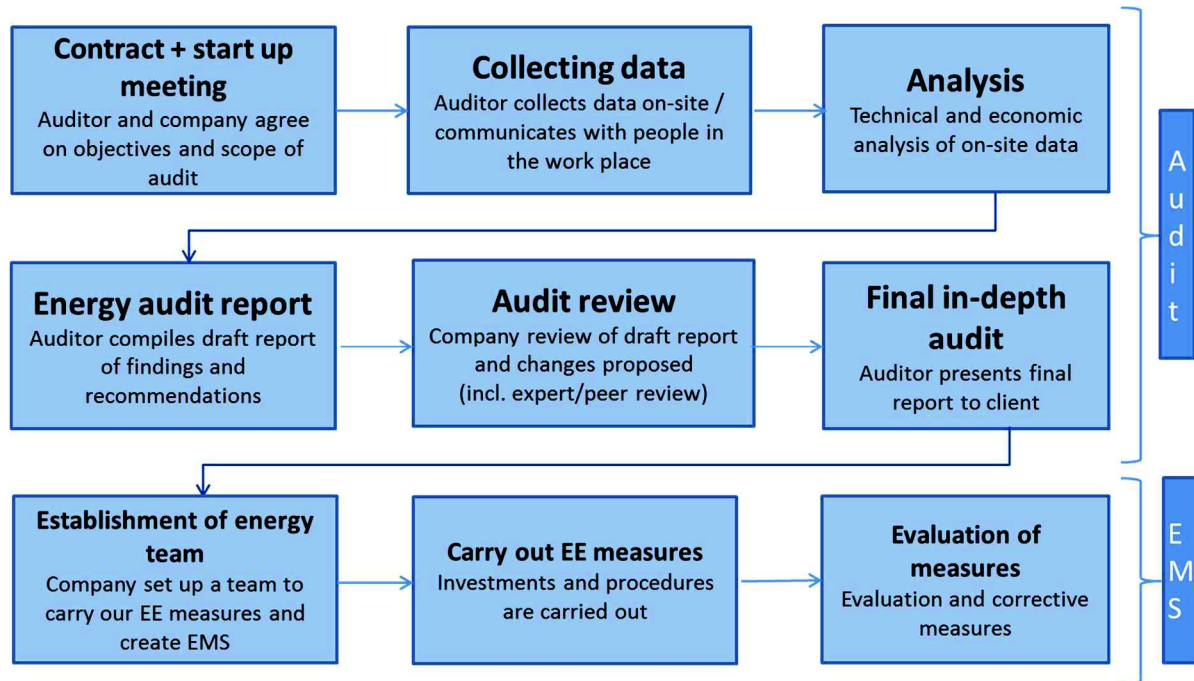 Contract + start up
meeting
Auditor and company agree
on objectives and scope of
audit
Collecting data
Auditor collects data on-site /
communicates with people in
the work place
Analysis
Technical and economic
analysis of on-site data
Energy audit report
Auditor compiles draft report
of findings and
recommendations
Audit review
Company review of draft report
and changes proposed
(incl. expert/peer review)
Final in-depth
audit
Auditor presents final
report to client
Audit
Establishment of energy
team
Company set up a team to
carry our EE measures and
create EMS
Carry out EE measures
Investments and procedures
are carried out
Evaluation of
measures
Evaluation and corrective
measures
EMS